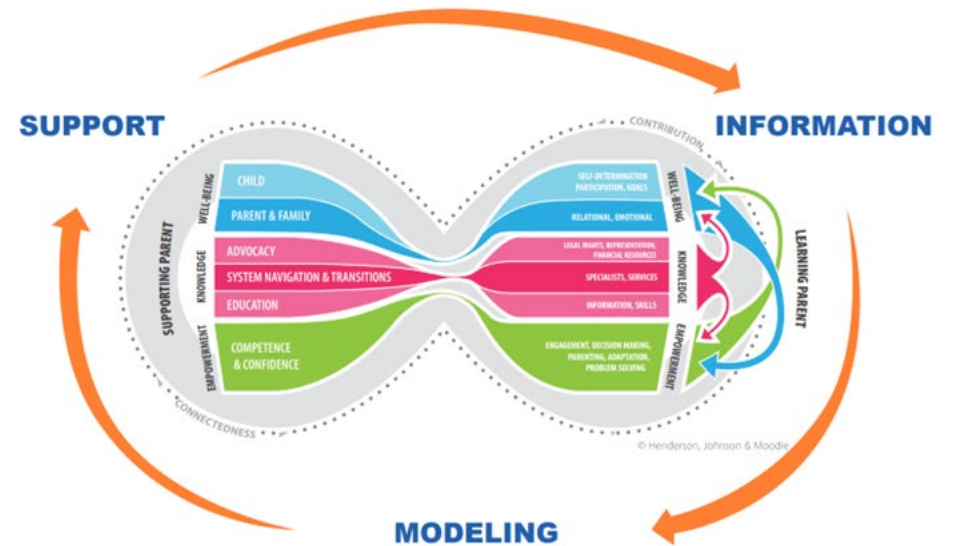 SUPPORT
INFORMATION
CONTRIBUTION
SUPPORTING PARENT
WELL-BEING
CHILD
PARENT & FAMILY
KNOWLEDGE
ADVOCACY
SYSTEM NAVIGATION & TRANSITIONS
EDUCATION
EMPOWERMENT
COMPETENCE
& CONFIDENCE
SELF-DETERMINATION
PARTICIPATION, GOALS
RELATIONAL, EMOTIONAL
WELL-BEING
LEGAL RIGHTS, REPRESENTATION,
FINANCIAL RESOURCES
SPECIALISTS, SERVICES
INFORMATION, SKILLS
KNOWLEDGE
ENGAGEMENT, DECISION MAKING,
PARENTING, ADAPTATION,
PROBLEM SOLVING
EMPOWERMENT
LEARNING PARENT
CONNECTEDNESS
© Henderson, Johnson & Moodie
MODELING